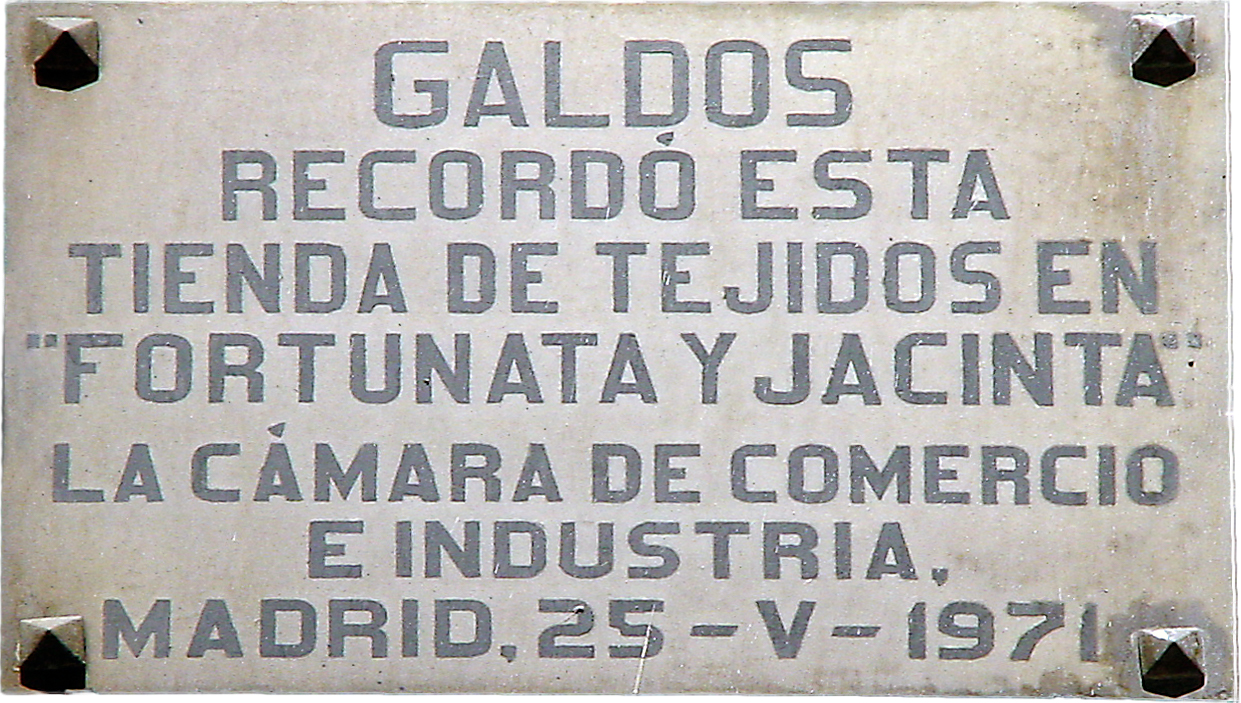 GALDOS
RECORDÓ ESTA
TIENDA DE TEJIDOS EN
"FORTUNATA Y JACINTA"
LA CÁMARA DE COMERCIO
E INDUSTRIA,
MADRID, 25-V-1971